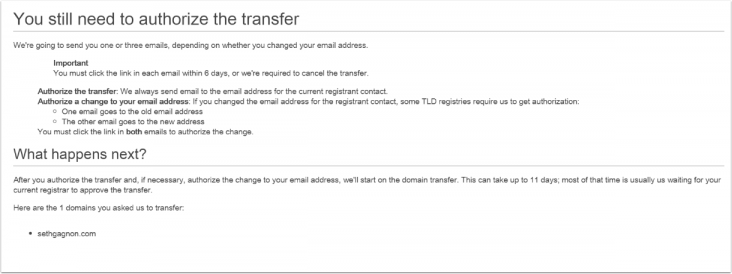 You still need to authorize the transfer
We're going to send you one or three emails, depending on whether you changed your email address.
Important
You must click the link in each email within 6 days, or we're required to cancel the transfer.
Authorize the transfer: We always send email to the email address for the current registrant contact.
Authorize a change to your email address: If you changed the email address for the registrant contact, some TLD registries require us to get authorization:
○ One email goes to the old email address
○ The other email goes to the new address
You must click the link in both emails to authorize the change.
What happens next?
After you authorize the transfer and, if necessary, authorize the change to your email address, we'll start on the domain transfer. This can take up to 11 days; most of that time is usually us waiting for your
current registrar to approve the transfer.
Here are the 1 domains you asked us to transfer:
• sethgagnon.com